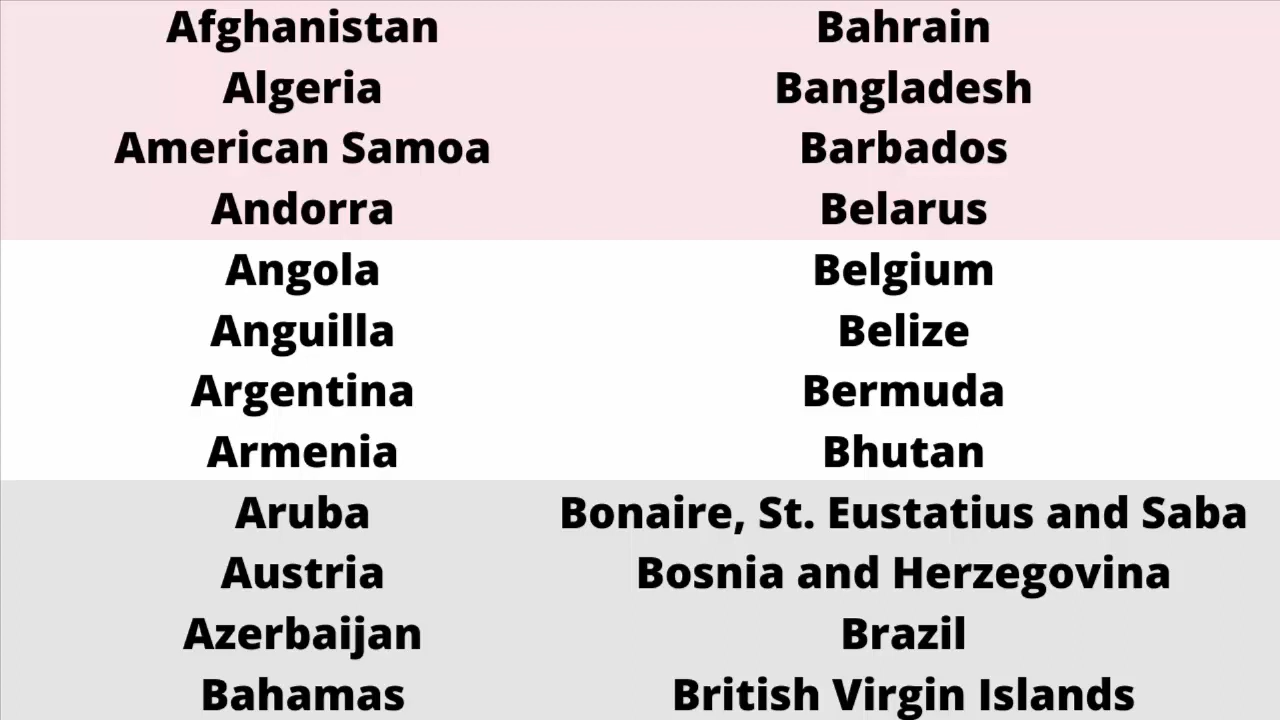 Afghanistan
Algeria
American Samoa
Andorra
Angola
Anguilla
Argentina
Armenia
Aruba
Austria
Azerbaijan
Bahamas
Bahrain
Bangladesh
Barbados
Belarus
Belgium
Belize
Bermuda
Bhutan
Bonaire, St. Eustatius and Saba
Bosnia and Herzegovina
Brazil
British Virgin Islands